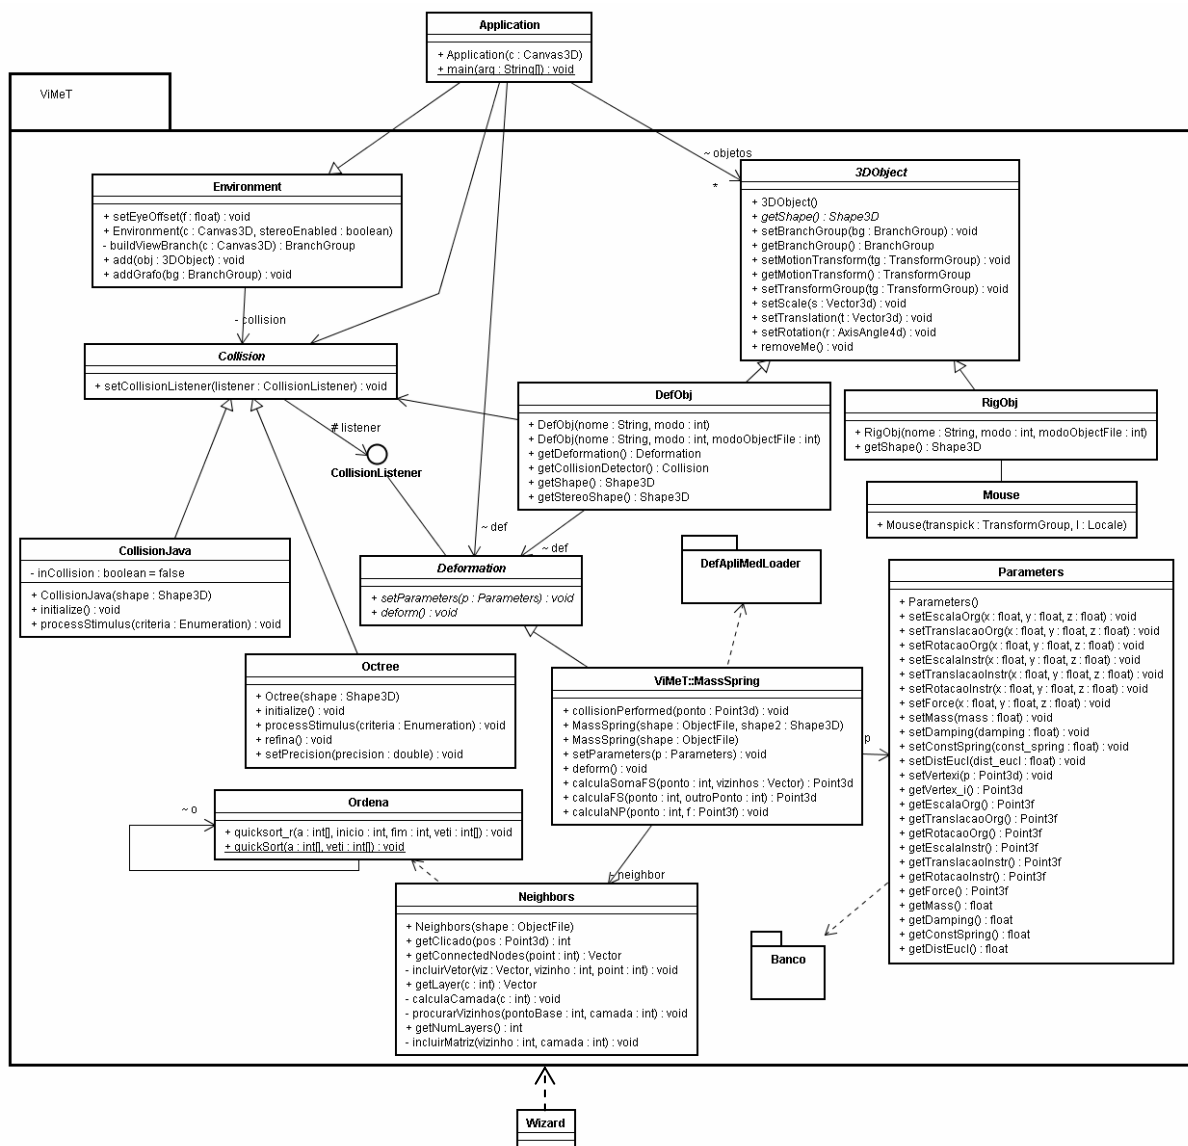 Application
+ Application(c : Canvas3D)
+ main(arg : String[]) : void
ViMeT
~ objetos
*
Environment
+ setEyeOffset(f : float) : void
+ Environment(c : Canvas3D, stereoEnabled : boolean)
- buildViewBranch(c : Canvas3D) : BranchGroup
+ add(obj : 3DObject) : void
+ addGrafo(bg : BranchGroup) : void
3DObject
+ 3DObject()
+ getShape() : Shape3D
+ setBranchGroup(bg : BranchGroup) : void
+ getBranchGroup() : BranchGroup
+ setMotionTransform(tg : TransformGroup) : void
+ getMotionTransform() : TransformGroup
+ setTransformGroup(tg : TransformGroup) : void
+ setScale(s : Vector3d) : void
+ setTranslation(t : Vector3d) : void
+ setRotation(r : AxisAngle4d) : void
+ removeMe() : void
- collision
Collision
+ setCollisionListener(listener : CollisionListener) : void
DefObj
+ DefObj(nome : String, modo : int)
+ DefObj(nome : String, modo : int, modoObjectFile : int)
+ getDeformation() : Deformation
+ getCollisionDetector() : Collision
+ getShape() : Shape3D
+ getStereoShape() : Shape3D
RigObj
+ RigObj(nome : String, modo : int, modoObjectFile : int)
+ getShape() : Shape3D
# listener
CollisionListener
Mouse
+ Mouse(transpick : TransformGroup, l : Locale)
~ def
~ def
CollisionJava
- inCollision : boolean = false
+ CollisionJava(shape : Shape3D)
+ initialize() : void
+ processStimulus(criteria : Enumeration) : void
Deformation
+ setParameters(p : Parameters) : void
+ deform() : void
DefApliMedLoader
Parameters
+ Parameters()
+ setEscalaOrg(x : float, y : float, z : float) : void
+ setTranslacaoOrg(x : float, y : float, z : float) : void
+ setRotacaoOrg(x : float, y : float, z : float) : void
+ setEscalaInstr(x : float, y : float, z : float) : void
+ setTranslacaoInstr(x : float, y : float, z : float) : void
+ setRotacaoInstr(x : float, y : float, z : float) : void
+ setForce(x : float, y : float, z : float) : void
+ setMass(mass : float) : void
+ setDamping(damping : float) : void
+ setConstSpring(const_spring : float) : void
+ setDistEucl(dist_eucl : float) : void
+ setVertexi(p : Point3d) : void
+ getVertex_i() : Point3d
+ getEscalaOrg() : Point3f
+ getTranslacaoOrg() : Point3f
+ getRotacaoOrg() : Point3f
+ getEscalaInstr() : Point3f
+ getTranslacaoInstr() : Point3f
+ getRotacaoInstr() : Point3f
+ getForce() : Point3f
+ getMass() : float
+ getDamping() : float
+ getConstSpring() : float
+ getDistEucl() : float
Octree
+ Octree(shape : Shape3D)
+ initialize() : void
+ processStimulus(criteria : Enumeration) : void
+ refina() : void
+ setPrecision(precision : double) : void
ViMeT::MassSpring
+ collisionPerformed(ponto : Point3d) : void
+ MassSpring(shape : ObjectFile, shape2 : Shape3D)
+ MassSpring(shape : ObjectFile)
+ setParameters(p : Parameters) : void
+ deform() : void
+ calculaSomaFS(ponto : int, vizinhos : Vector) : Point3d
+ calculaFS(ponto : int, outroPonto : int) : Point3d
+ calculaNP(ponto : int, f : Point3f) : void
p
~ o
Ordena
+ quicksort_r(a : int[], inicio : int, fim : int, veti : int[]) : void
+ quickSort(a : int[], veti : int[]) : void
- neighbor
Neighbors
+ Neighbors(shape : ObjectFile)
+ getClicado(pos : Point3d) : int
+ getConnectedNodes(point : int) : Vector
- incluirVetor(viz : Vector, vizinho : int, point : int) : void
+ getLayer(c : int) : Vector
- calculaCamada(c : int) : void
- procurarVizinhos(pontoBase : int, camada : int) : void
+ getNumLayers() : int
- incluirMatriz(vizinho : int, camada : int) : void
Banco
Wizard